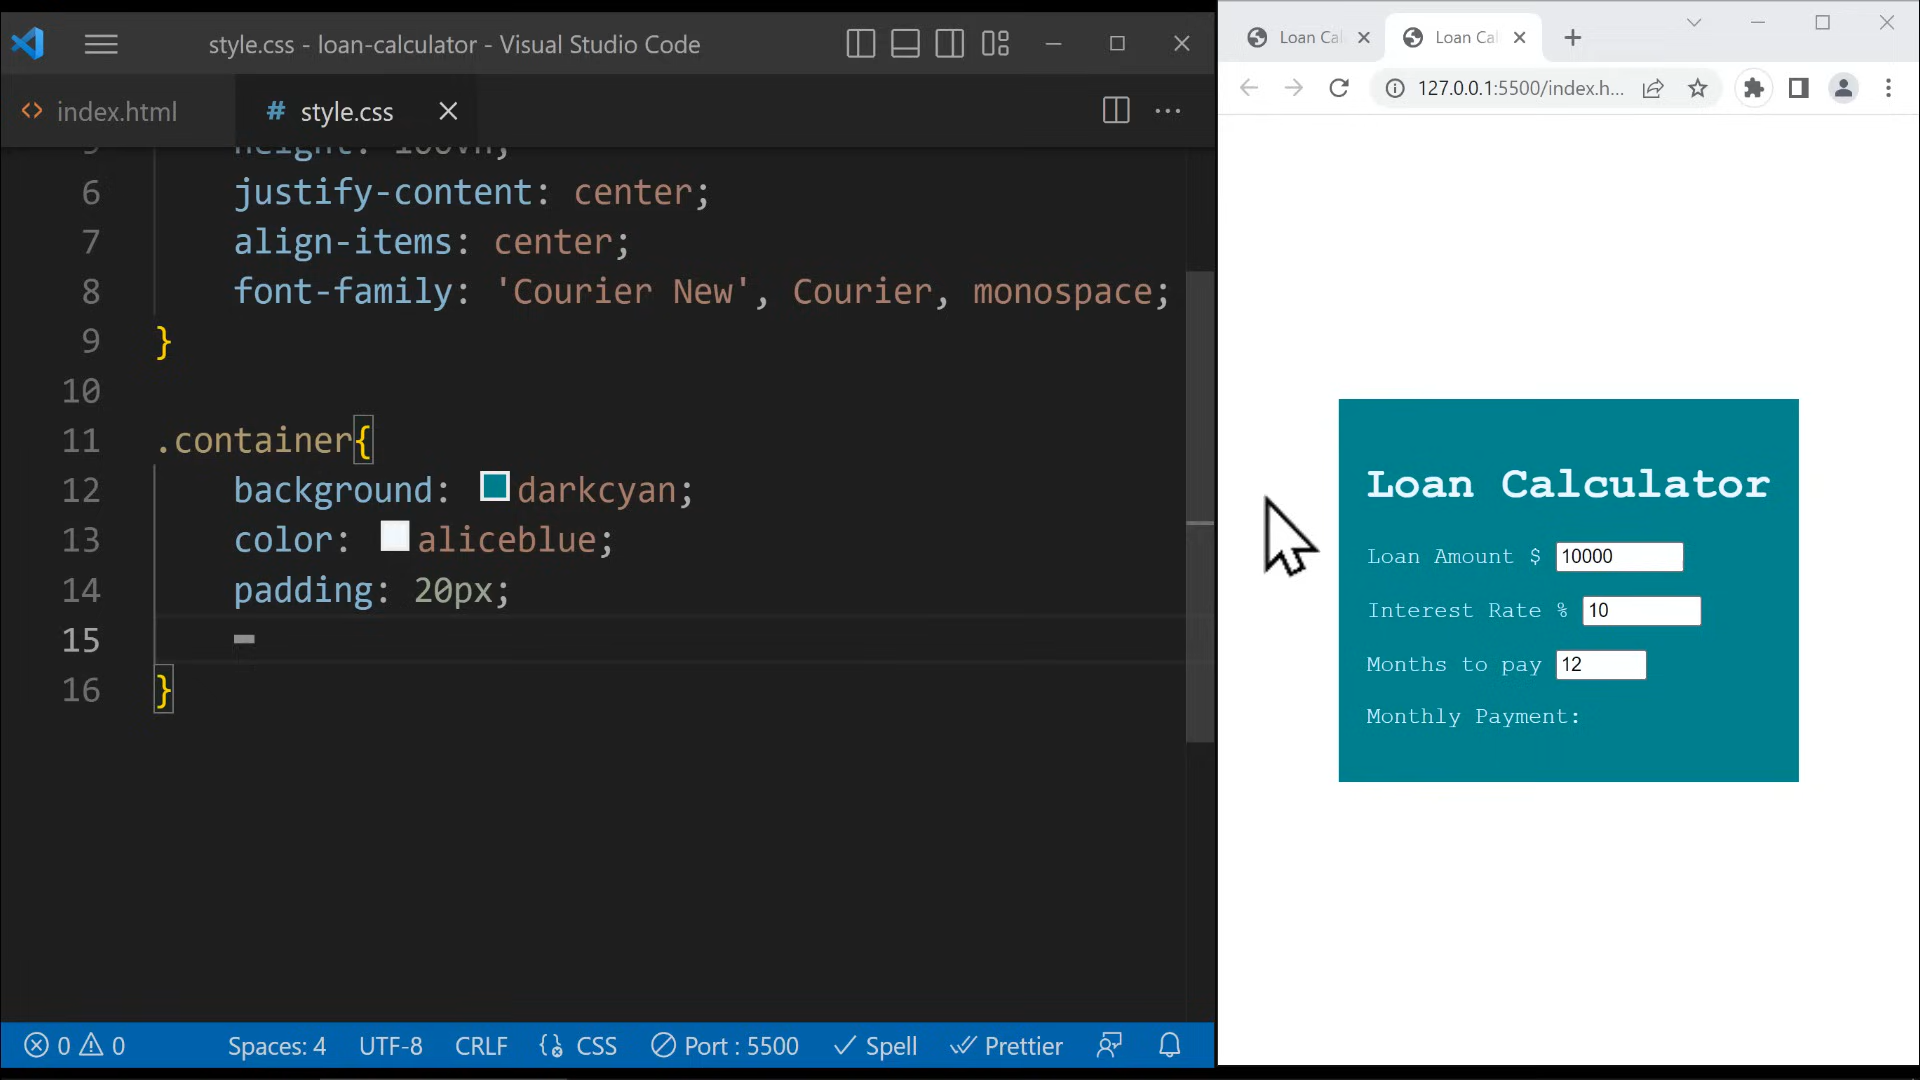 style.css - loan-calculator - Visual Studio Code
index.html
# style.css
5 height: 100vh;
6 justify-content: center;
7 align-items: center;
8 font-family: 'Courier New', Courier, monospace;
9 }
10
11 .container{
12 background: darkcyan;
13 color: aliceblue;
14 padding: 20px;
15
16 }
0 0 Spaces: 4 UTF-8 CRLF CSS Port : 5500 Spell Prettier
Loan Cal
Loan Cal
127.0.0.1:5500/index.h...
Loan Calculator
Loan Amount $ 10000
Interest Rate % 10
Months to pay 12
Monthly Payment: